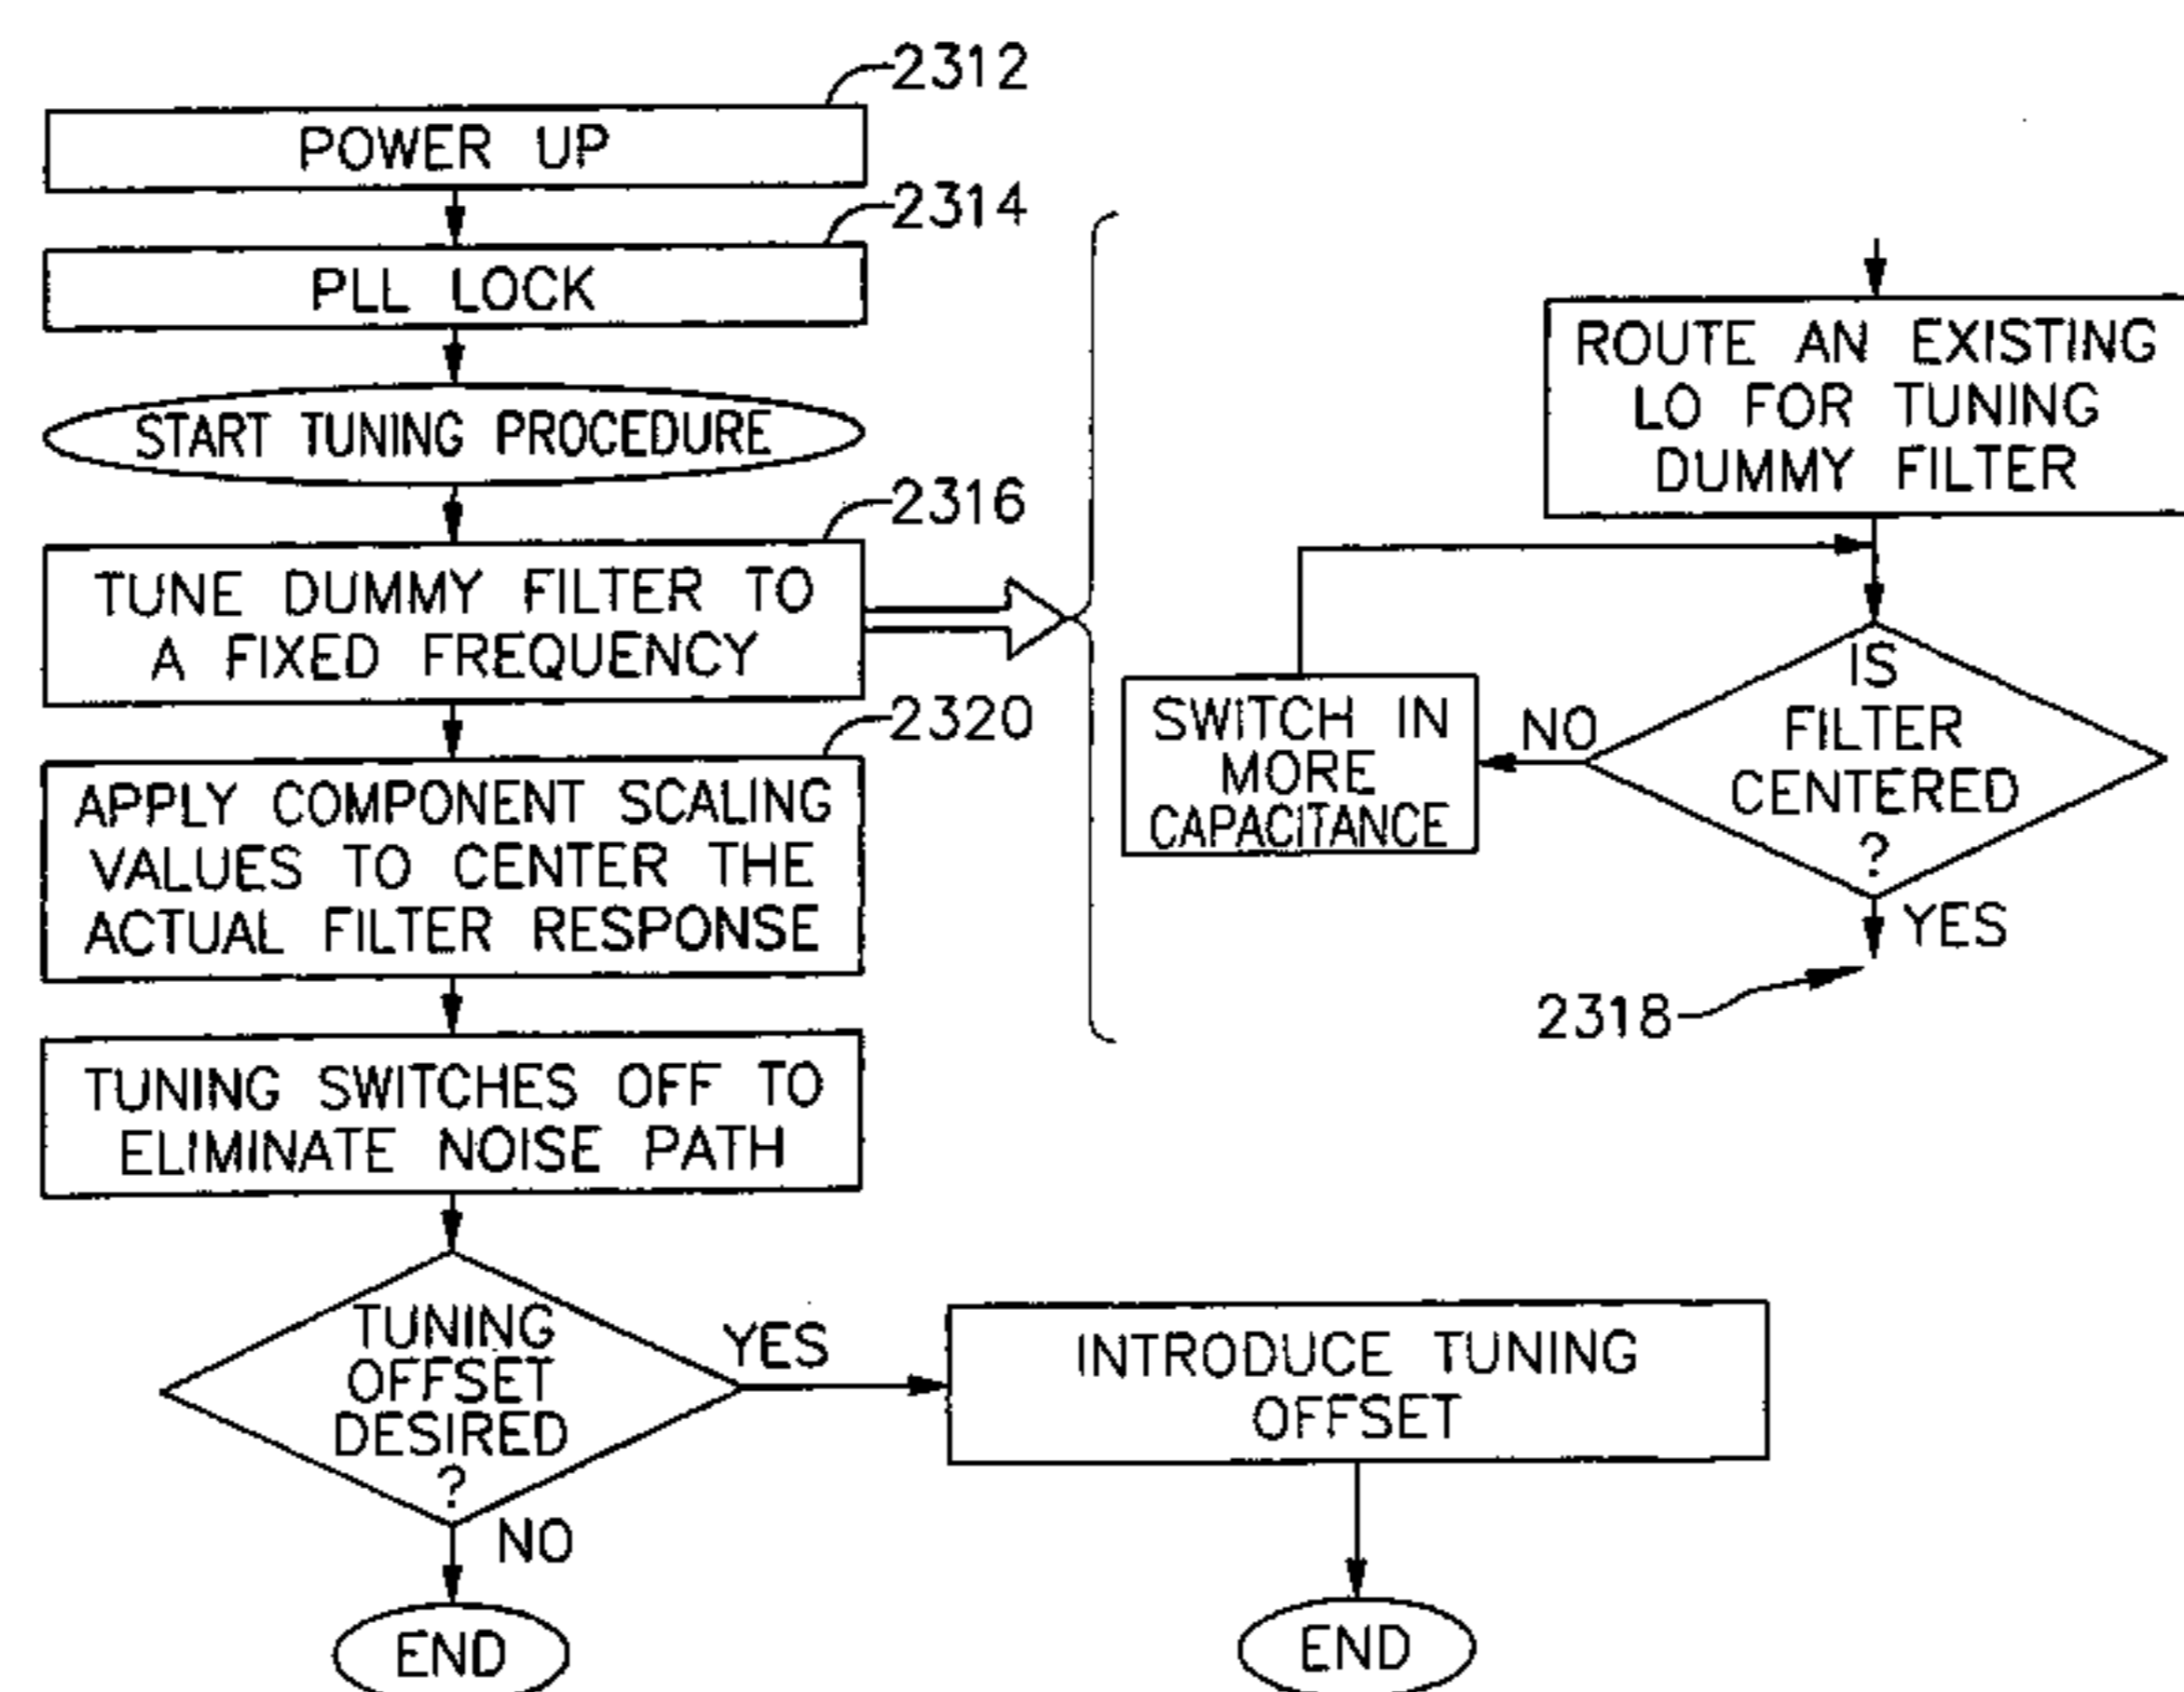 2312
POWER UP
2314
PLL LOCK
START TUNING PROCEDURE
2316
TUNE DUMMY FILTER TO
A FIXED FREQUENCY
2320
APPLY COMPONENT SCALING
VALUES TO CENTER THE
ACTUAL FILTER RESPONSE
TUNING SWITCHES OFF TO
ELIMINATE NOISE PATH
TUNING
OFFSET
DESIRED
?
YES
NO
END
INTRODUCE TUNING
OFFSET
END
ROUTE AN EXISTING
LO FOR TUNING
DUMMY FILTER
IS
FILTER
CENTERED
?
NO
SWITCH IN
MORE
CAPACITANCE
YES
2318